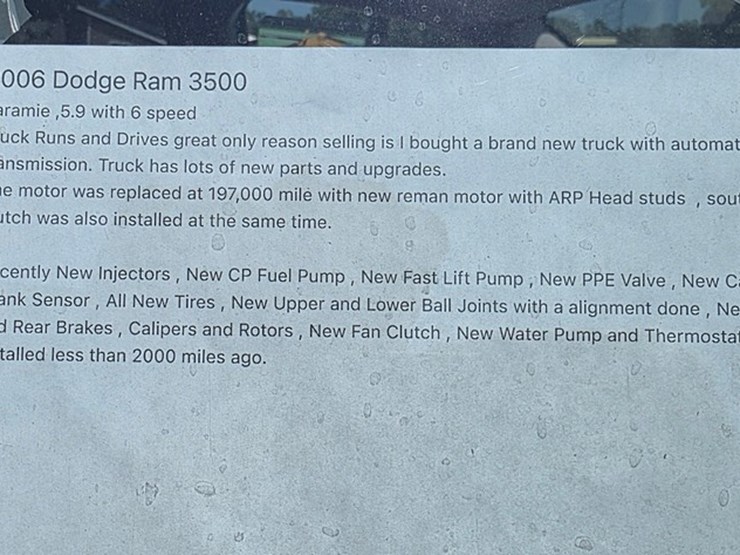 006 Dodge Ram 3500
aramie ,5.9 with 6 speed
uck Runs and Drives great only reason selling is I bought a brand new truck with automat
ansmission. Truck has lots of new parts and upgrades.
e motor was replaced at 197,000 mile with new reman motor with ARP Head studs , sout
utch was also installed at the same time.
cently New Injectors , New CP Fuel Pump , New Fast Lift Pump , New PPE Valve , New Ca
ank Sensor , All New Tires , New Upper and Lower Ball Joints with a alignment done , Ne
d Rear Brakes , Calipers and Rotors , New Fan Clutch , New Water Pump and Thermostat
talled less than 2000 miles ago.